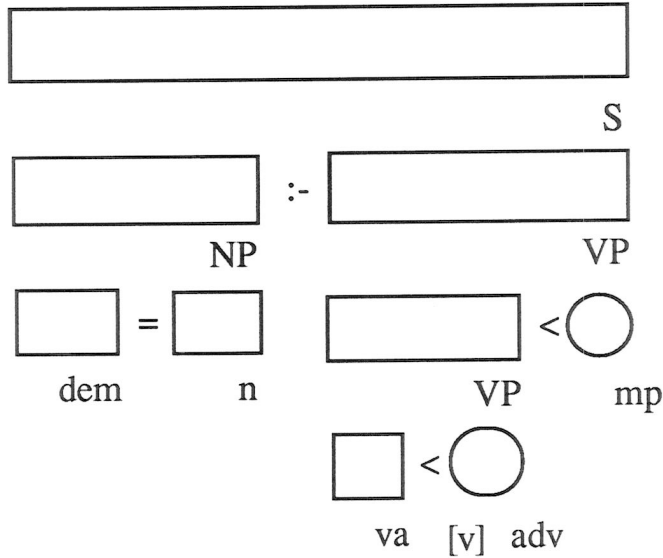 S
:-
NP VP
= <
dem n VP mp
<
va [v] adv